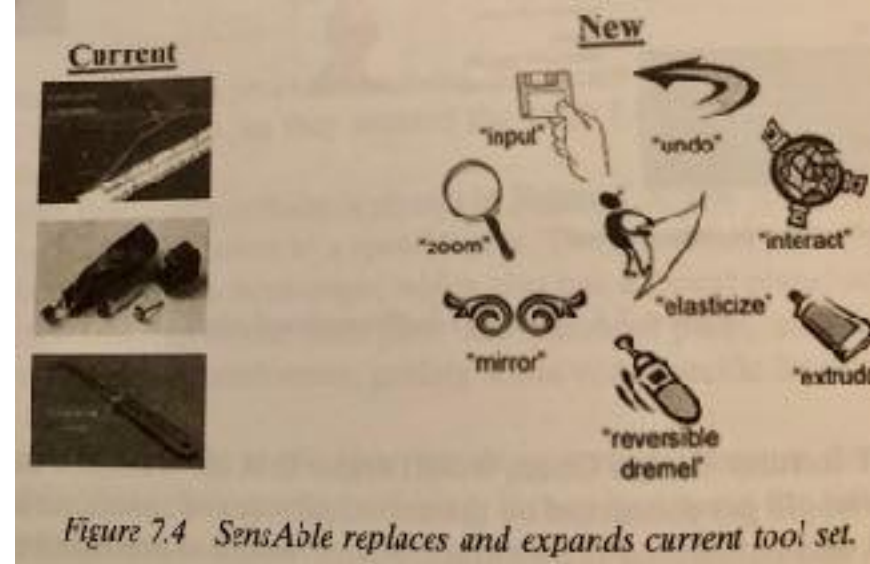 Current
New
"input"
"undo"
"zoom"
"interact"
"elasticize"
"mirror"
"extrud
"reversible
dremel"
Figure 7.4 SensAble replaces and expands current tool set.